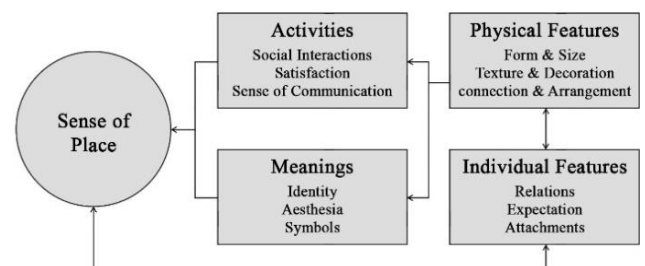 Sense of
Place
Activities
Social Interactions
Satisfaction
Sense of Communication
Meanings
Identity
Aesthesia
Symbols
Physical Features
Form & Size
Texture & Decoration
connection & Arrangement
Individual Features
Relations
Expectation
Attachments